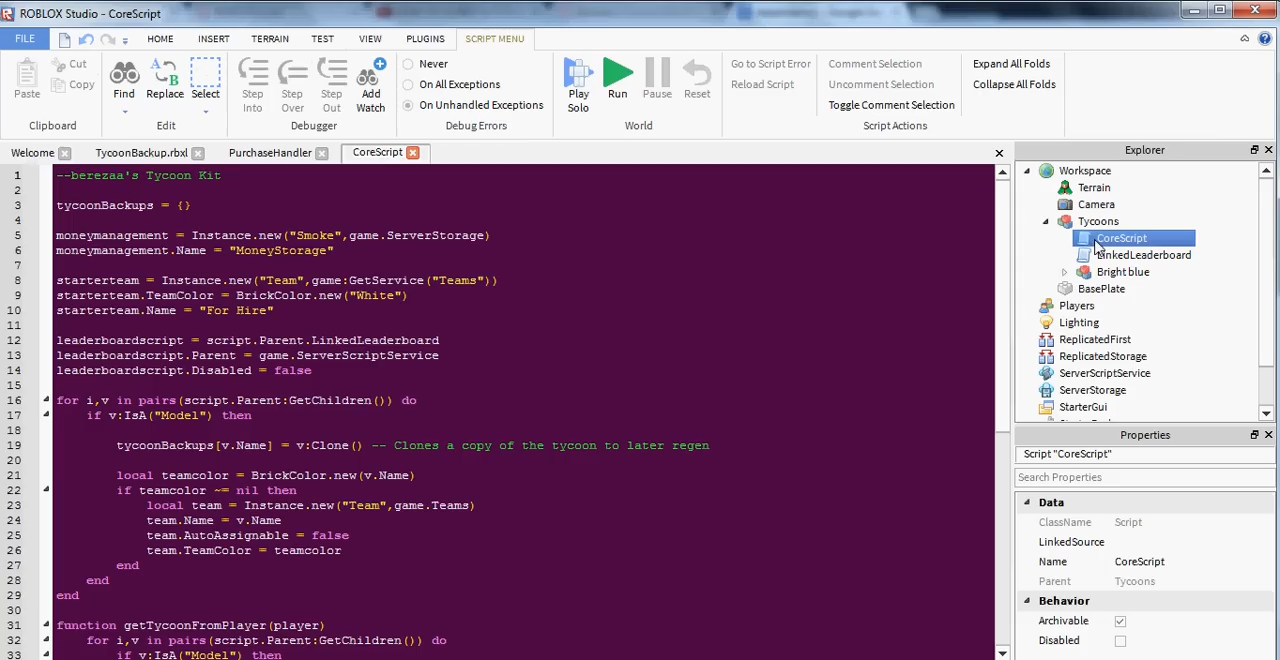 ROBLOX Studio - CoreScript
FILE HOME INSERT TERRAIN TEST VIEW PLUGINS SCRIPT MENU
Paste Cut Copy Find Replace Select Step Into Step Over Step Out Add Watch Never On All Exceptions On Unhandled Exceptions Play Solo Run Pause Reset Go to Script Error Reload Script Comment Selection Uncomment Selection Toggle Comment Selection Expand All Folds Collapse All Folds
Clipboard Edit Debugger Debug Errors World Script Actions
Welcome TycoonBackup.rbxl PurchaseHandler CoreScript
1 --berezaa's Tycoon Kit
2
3 tycoonBackups = {}
4
5 moneymanagement = Instance.new("Smoke",game.ServerStorage)
6 moneymanagement.Name = "MoneyStorage"
7
8 starterteam = Instance.new("Team",game:GetService("Teams"))
9 starterteam.TeamColor = BrickColor.new("White")
10 starterteam.Name = "For Hire"
11
12 leaderboardscript = script.Parent.LinkedLeaderboard
13 leaderboardscript.Parent = game.ServerScriptService
14 leaderboardscript.Disabled = false
15
16 for i,v in pairs(script.Parent:GetChildren()) do
17 if v:IsA("Model") then
18
19 tycoonBackups[v.Name] = v:Clone() -- Clones a copy of the tycoon to later regen
20
21 local teamcolor = BrickColor.new(v.Name)
22 if teamcolor ~= nil then
23 local team = Instance.new("Team",game.Teams)
24 team.Name = v.Name
25 team.AutoAssignable = false
26 team.TeamColor = teamcolor
27 end
28 end
29 end
30
31 function getTycoonFromPlayer(player)
32 for i,v in pairs(script.Parent:GetChildren()) do
33 if v:IsA("Model") then
Explorer
Workspace
Terrain
Camera
Tycoons
CoreScript
LinkedLeaderboard
Bright blue
BasePlate
Players
Lighting
ReplicatedFirst
ReplicatedStorage
ServerScriptService
ServerStorage
StarterGui
Properties
Script "CoreScript"
Search Properties
Data
ClassName Script
LinkedSource
Name CoreScript
Parent Tycoons
Behavior
Archivable
Disabled